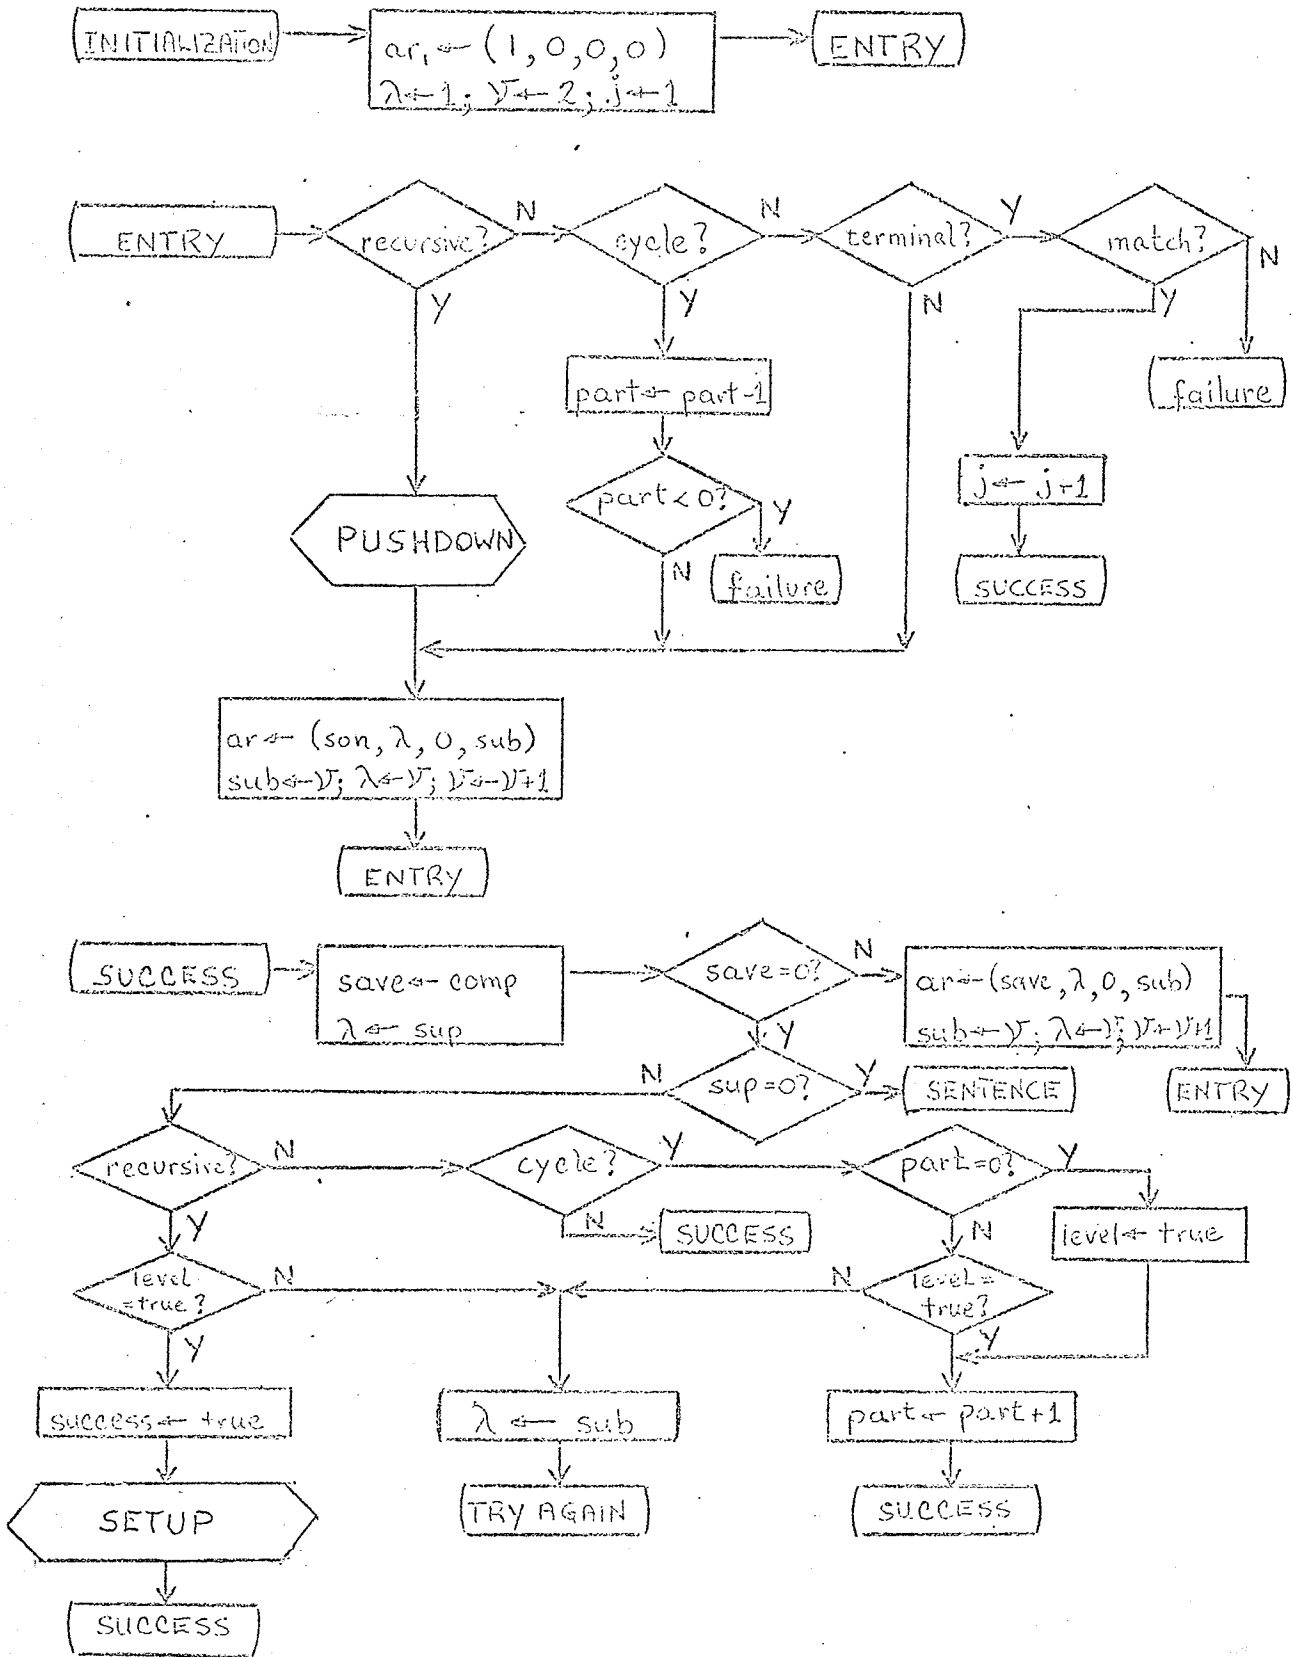 INITIALIZATION
ar₁ ← (1, 0, 0, 0)
λ←1; ν←2; j←1
ENTRY
ENTRY
recursive?
N
cycle?
N
terminal?
Y
match?
N
Y
Y
N
Y
part ← part-1
failure
part < 0?
Y
j ← j+1
PUSHDOWN
N
failure
SUCCESS
ar ← (son, λ, 0, sub)
sub←ν; λ←ν; ν←ν+1
ENTRY
SUCCESS
save ← comp
λ ← sup
save=0?
N
ar←(save, λ, 0, sub)
sub←ν; λ←ν; ν←ν+1
Y
N
sup=0?
Y
SENTENCE
ENTRY
recursive?
N
cycle?
Y
part=0?
Y
Y
N
SUCCESS
N
level ← true
level
=true?
N
N
level=
true?
Y
Y
success ← true
λ ← sub
part ← part+1
SETUP
TRY AGAIN
SUCCESS
SUCCESS